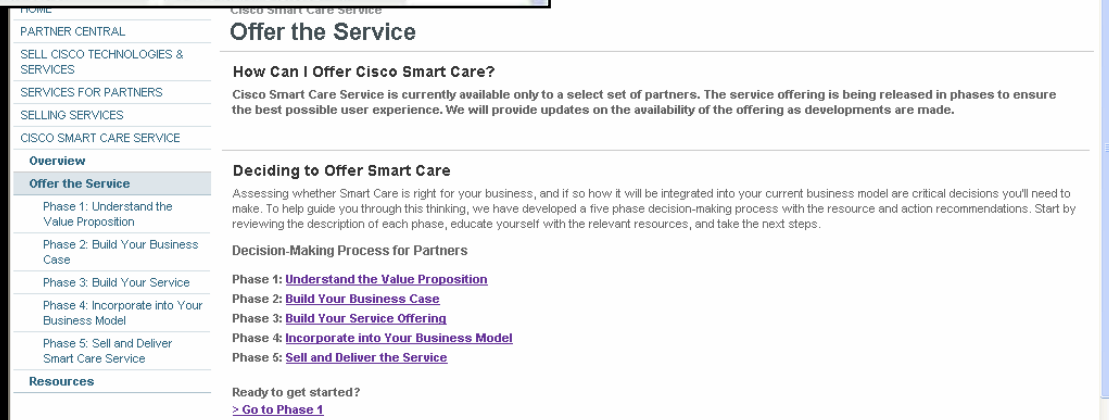 HOME
PARTNER CENTRAL
SELL CISCO TECHNOLOGIES &
SERVICES
SERVICES FOR PARTNERS
SELLING SERVICES
CISCO SMART CARE SERVICE
Overview
Offer the Service
Phase 1: Understand the
Value Proposition
Phase 2: Build Your Business
Case
Phase 3: Build Your Service
Phase 4: Incorporate into Your
Business Model
Phase 5: Sell and Deliver
Smart Care Service
Resources
Cisco Smart Care Service
Offer the Service
How Can I Offer Cisco Smart Care?
Cisco Smart Care Service is currently available only to a select set of partners. The service offering is being released in phases to ensure
the best possible user experience. We will provide updates on the availability of the offering as developments are made.
Deciding to Offer Smart Care
Assessing whether Smart Care is right for your business, and if so how it will be integrated into your current business model are critical decisions you'll need to
make. To help guide you through this thinking, we have developed a five phase decision-making process with the resource and action recommendations. Start by
reviewing the description of each phase, educate yourself with the relevant resources, and take the next steps.
Decision-Making Process for Partners
Phase 1: Understand the Value Proposition
Phase 2: Build Your Business Case
Phase 3: Build Your Service Offering
Phase 4: Incorporate into Your Business Model
Phase 5: Sell and Deliver the Service
Ready to get started?
> Go to Phase 1